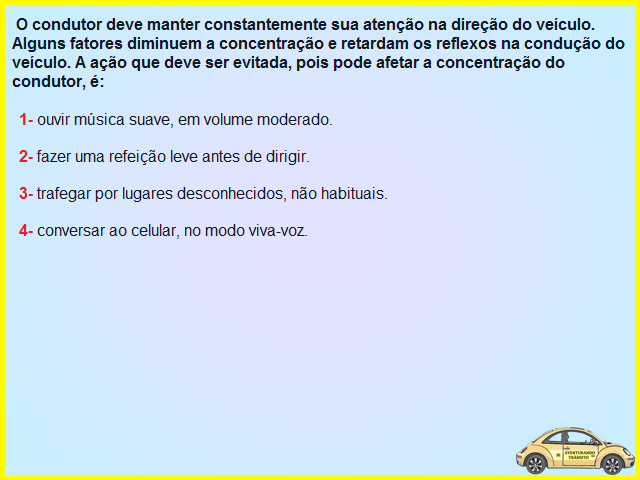 O condutor deve manter constantemente sua atenção na direção do veículo.
Alguns fatores diminuem a concentração e retardam os reflexos na condução do
veículo. A ação que deve ser evitada, pois pode afetar a concentração do
condutor, é:
1- ouvir música suave, em volume moderado.
2- fazer uma refeição leve antes de dirigir.
3- trafegar por lugares desconhecidos, não habituais.
4- conversar ao celular, no modo viva-voz.
AVENTURANDO
TRÂNSITO